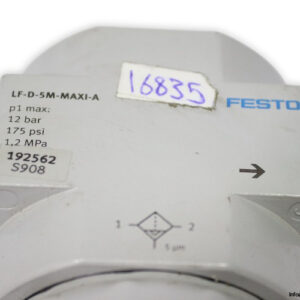 LF-D-5M-MAXI-A
16835
FESTO
p1 max:
12 bar
175 psi
1,2 MPa
192562
S908
1
2
5 µm